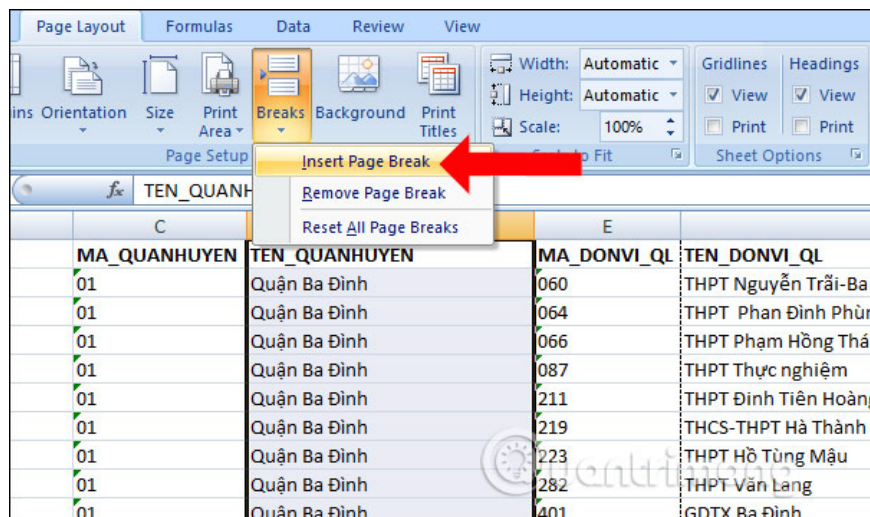 Page Layout Formulas Data Review View
ins Orientation Size Print Area Breaks Background Print Titles
Width: Automatic
Height: Automatic
Scale: 100%
Gridlines Headings
View View
Print Print
Page Setup to Fit Sheet Options
Insert Page Break
Remove Page Break
Reset All Page Breaks
fx TEN_QUANH
C E
MA_QUANHUYEN TEN_QUANHUYEN MA_DONVI_QL TEN_DONVI_QL
01 Quận Ba Đình 060 THPT Nguyễn Trãi-Ba
01 Quận Ba Đình 064 THPT Phan Đình Phùn
01 Quận Ba Đình 066 THPT Phạm Hồng Thá
01 Quận Ba Đình 087 THPT Thực nghiệm
01 Quận Ba Đình 211 THPT Đinh Tiên Hoàng
01 Quận Ba Đình 219 THCS-THPT Hà Thành
01 Quận Ba Đình 223 THPT Hồ Tùng Mậu
01 Quận Ba Đình 282 THPT Văn Lang
01 Quận Ba Đình 401 GDTX Ba Đình
Quantrimang